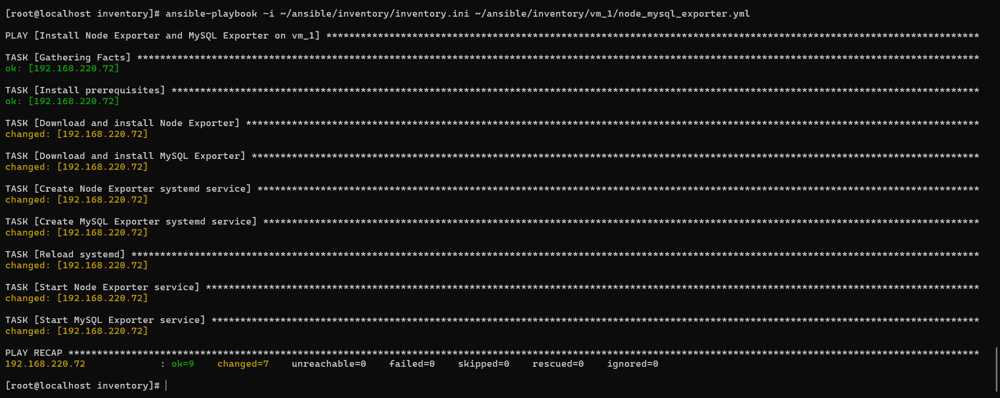 [root@localhost inventory]# ansible-playbook -i ~/ansible/inventory/inventory.ini ~/ansible/inventory/vm_1/node_mysql_exporter.yml
PLAY [Install Node Exporter and MySQL Exporter on vm_1] ******************************************************************************************************************
TASK [Gathering Facts] ***************************************************************************************************************************************************
ok: [192.168.220.72]
TASK [Install prerequisites] *********************************************************************************************************************************************
ok: [192.168.220.72]
TASK [Download and install Node Exporter] ********************************************************************************************************************************
changed: [192.168.220.72]
TASK [Download and install MySQL Exporter] *******************************************************************************************************************************
changed: [192.168.220.72]
TASK [Create Node Exporter systemd service] ******************************************************************************************************************************
changed: [192.168.220.72]
TASK [Create MySQL Exporter systemd service] *****************************************************************************************************************************
changed: [192.168.220.72]
TASK [Reload systemd] ****************************************************************************************************************************************************
changed: [192.168.220.72]
TASK [Start Node Exporter service] ***************************************************************************************************************************************
changed: [192.168.220.72]
TASK [Start MySQL Exporter service] **************************************************************************************************************************************
changed: [192.168.220.72]
PLAY RECAP ***************************************************************************************************************************************************************
192.168.220.72             : ok=9    changed=7    unreachable=0    failed=0    skipped=0    rescued=0    ignored=0
[root@localhost inventory]#